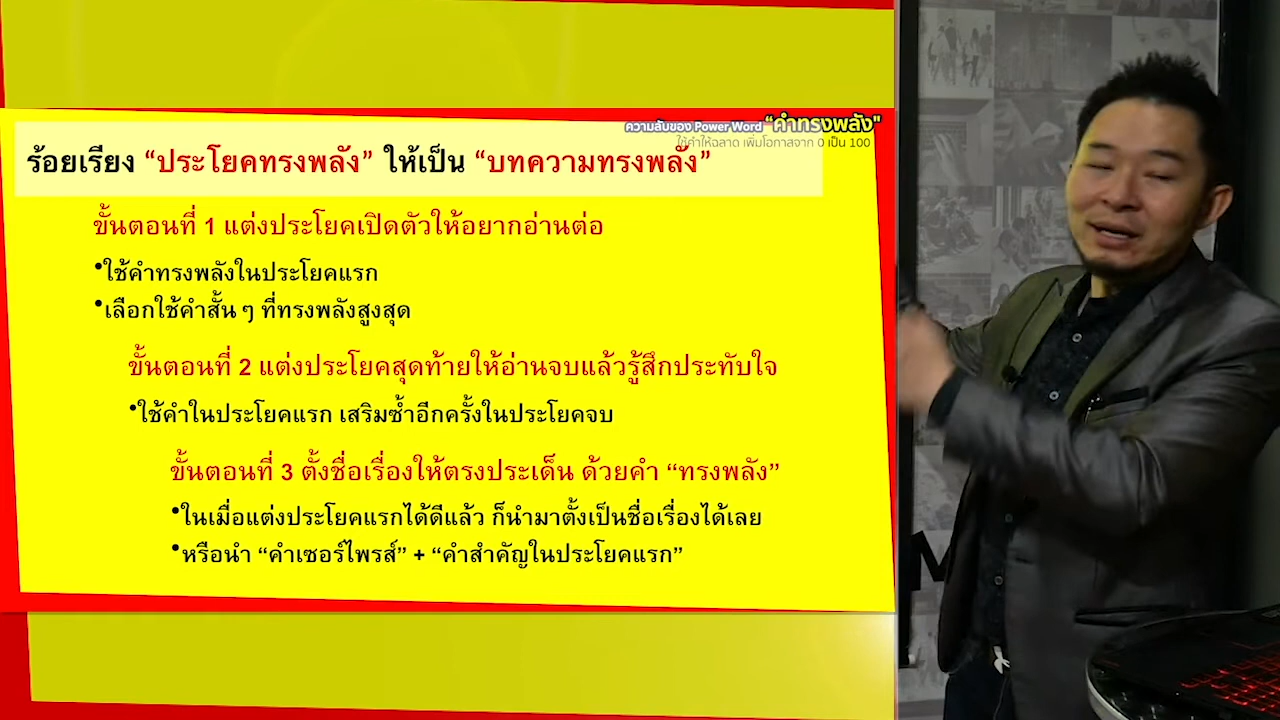 ความลับของ Power Word “คำทรงพลัง"
ใช้คำให้ฉลาด เพิ่มโอกาสจาก 0 เป็น 100
ร้อยเรียง “ประโยคทรงพลัง” ให้เป็น “บทความทรงพลัง”
ขั้นตอนที่ 1 แต่งประโยคเปิดตัวให้อยากอ่านต่อ
•ใช้คำทรงพลังในประโยคแรก
•เลือกใช้คำสั้น ๆ ที่ทรงพลังสูงสุด
ขั้นตอนที่ 2 แต่งประโยคสุดท้ายให้อ่านจบแล้วรู้สึกประทับใจ
•ใช้คำในประโยคแรก เสริมซ้ำอีกครั้งในประโยคจบ
ขั้นตอนที่ 3 ตั้งชื่อเรื่องให้ตรงประเด็น ด้วยคำ “ทรงพลัง”
•ในเมื่อแต่งประโยคแรกได้ดีแล้ว ก็นำมาตั้งเป็นชื่อเรื่องได้เลย
•หรือนำ “คำเซอร์ไพรส์” + “คำสำคัญในประโยคแรก”